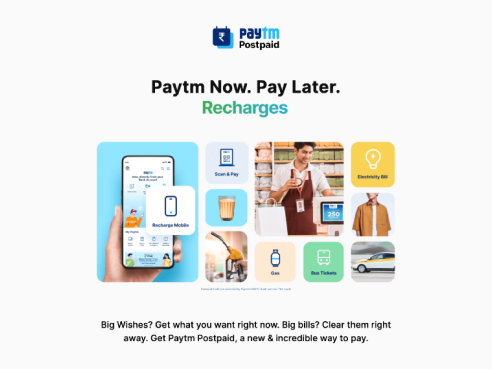 paytm
Postpaid
Paytm Now. Pay Later.
Recharges
Scan & Pay
Electricity Bill
Recharge Mobile
250
Gas
Bus Tickets
Big Wishes? Get what you want right now. Big bills? Clear them right
away. Get Paytm Postpaid, a new & incredible way to pay.